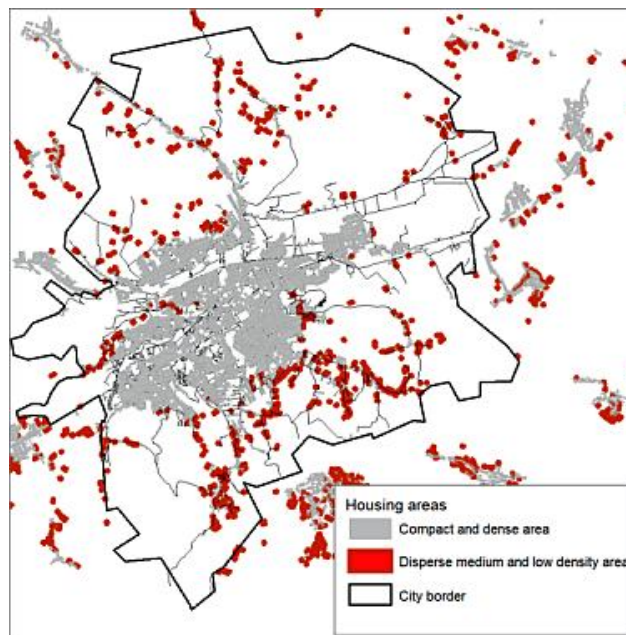 Housing areas
Compact and dense area
Disperse medium and low density area
City border